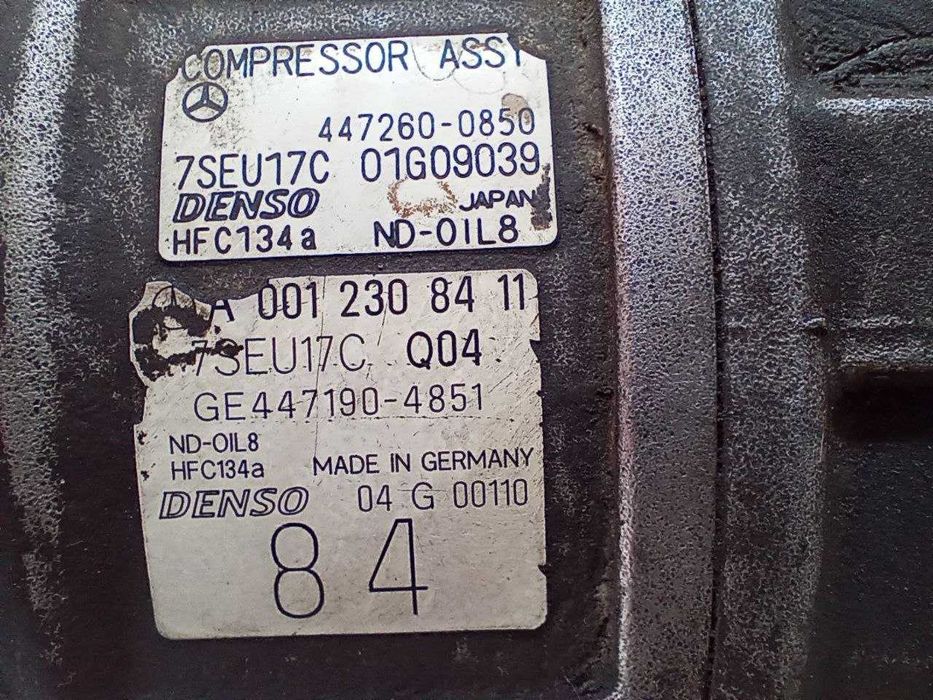 COMPRESSOR ASSY
447260-0850
7SEU17C 01G09039
DENSO JAPAN
HFC134a ND-OIL8
A 001 230 84 11
7SEU17C Q04
GE447190-4851
ND-OIL8
HFC134a MADE IN GERMANY
DENSO 04 G 00110
84